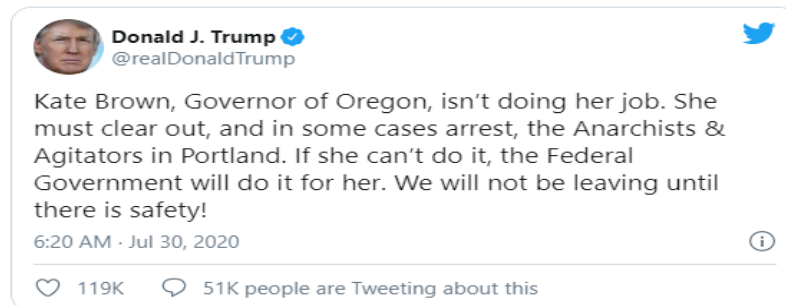 Donald J. Trump
@realDonaldTrump
Kate Brown, Governor of Oregon, isn't doing her job. She
must clear out, and in some cases arrest, the Anarchists &
Agitators in Portland. If she can't do it, the Federal
Government will do it for her. We will not be leaving until
there is safety!
6:20 AM · Jul 30, 2020
119K 51K people are Tweeting about this